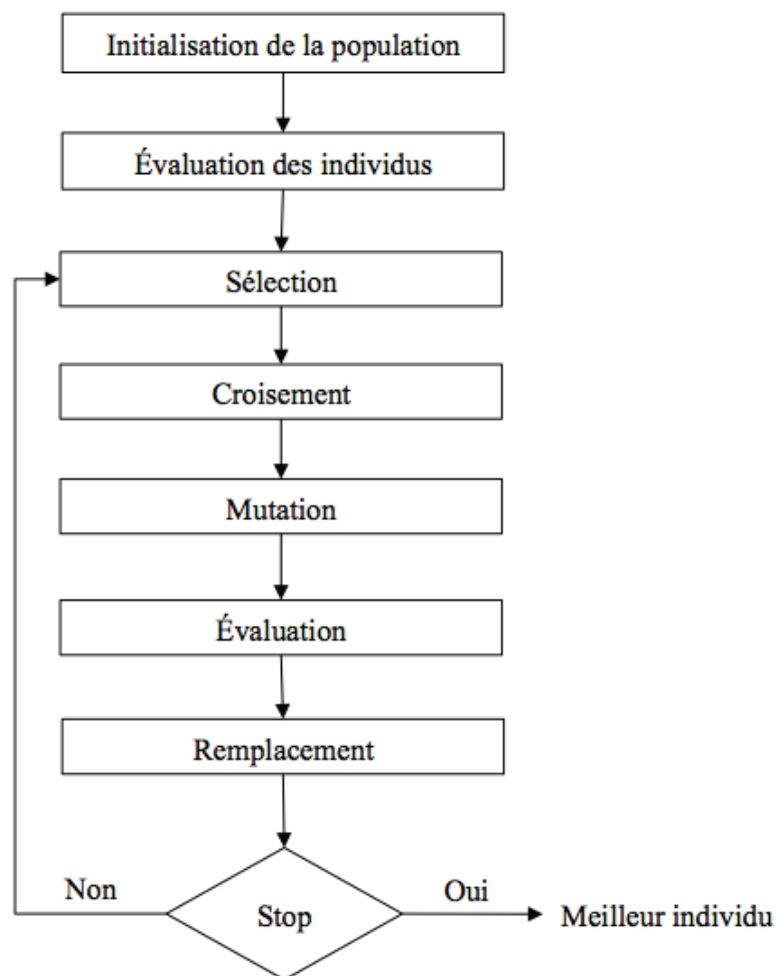 Initialisation de la population
Évaluation des individus
Sélection
Croisement
Mutation
Évaluation
Remplacement
Non
Stop
Oui
Meilleur individu